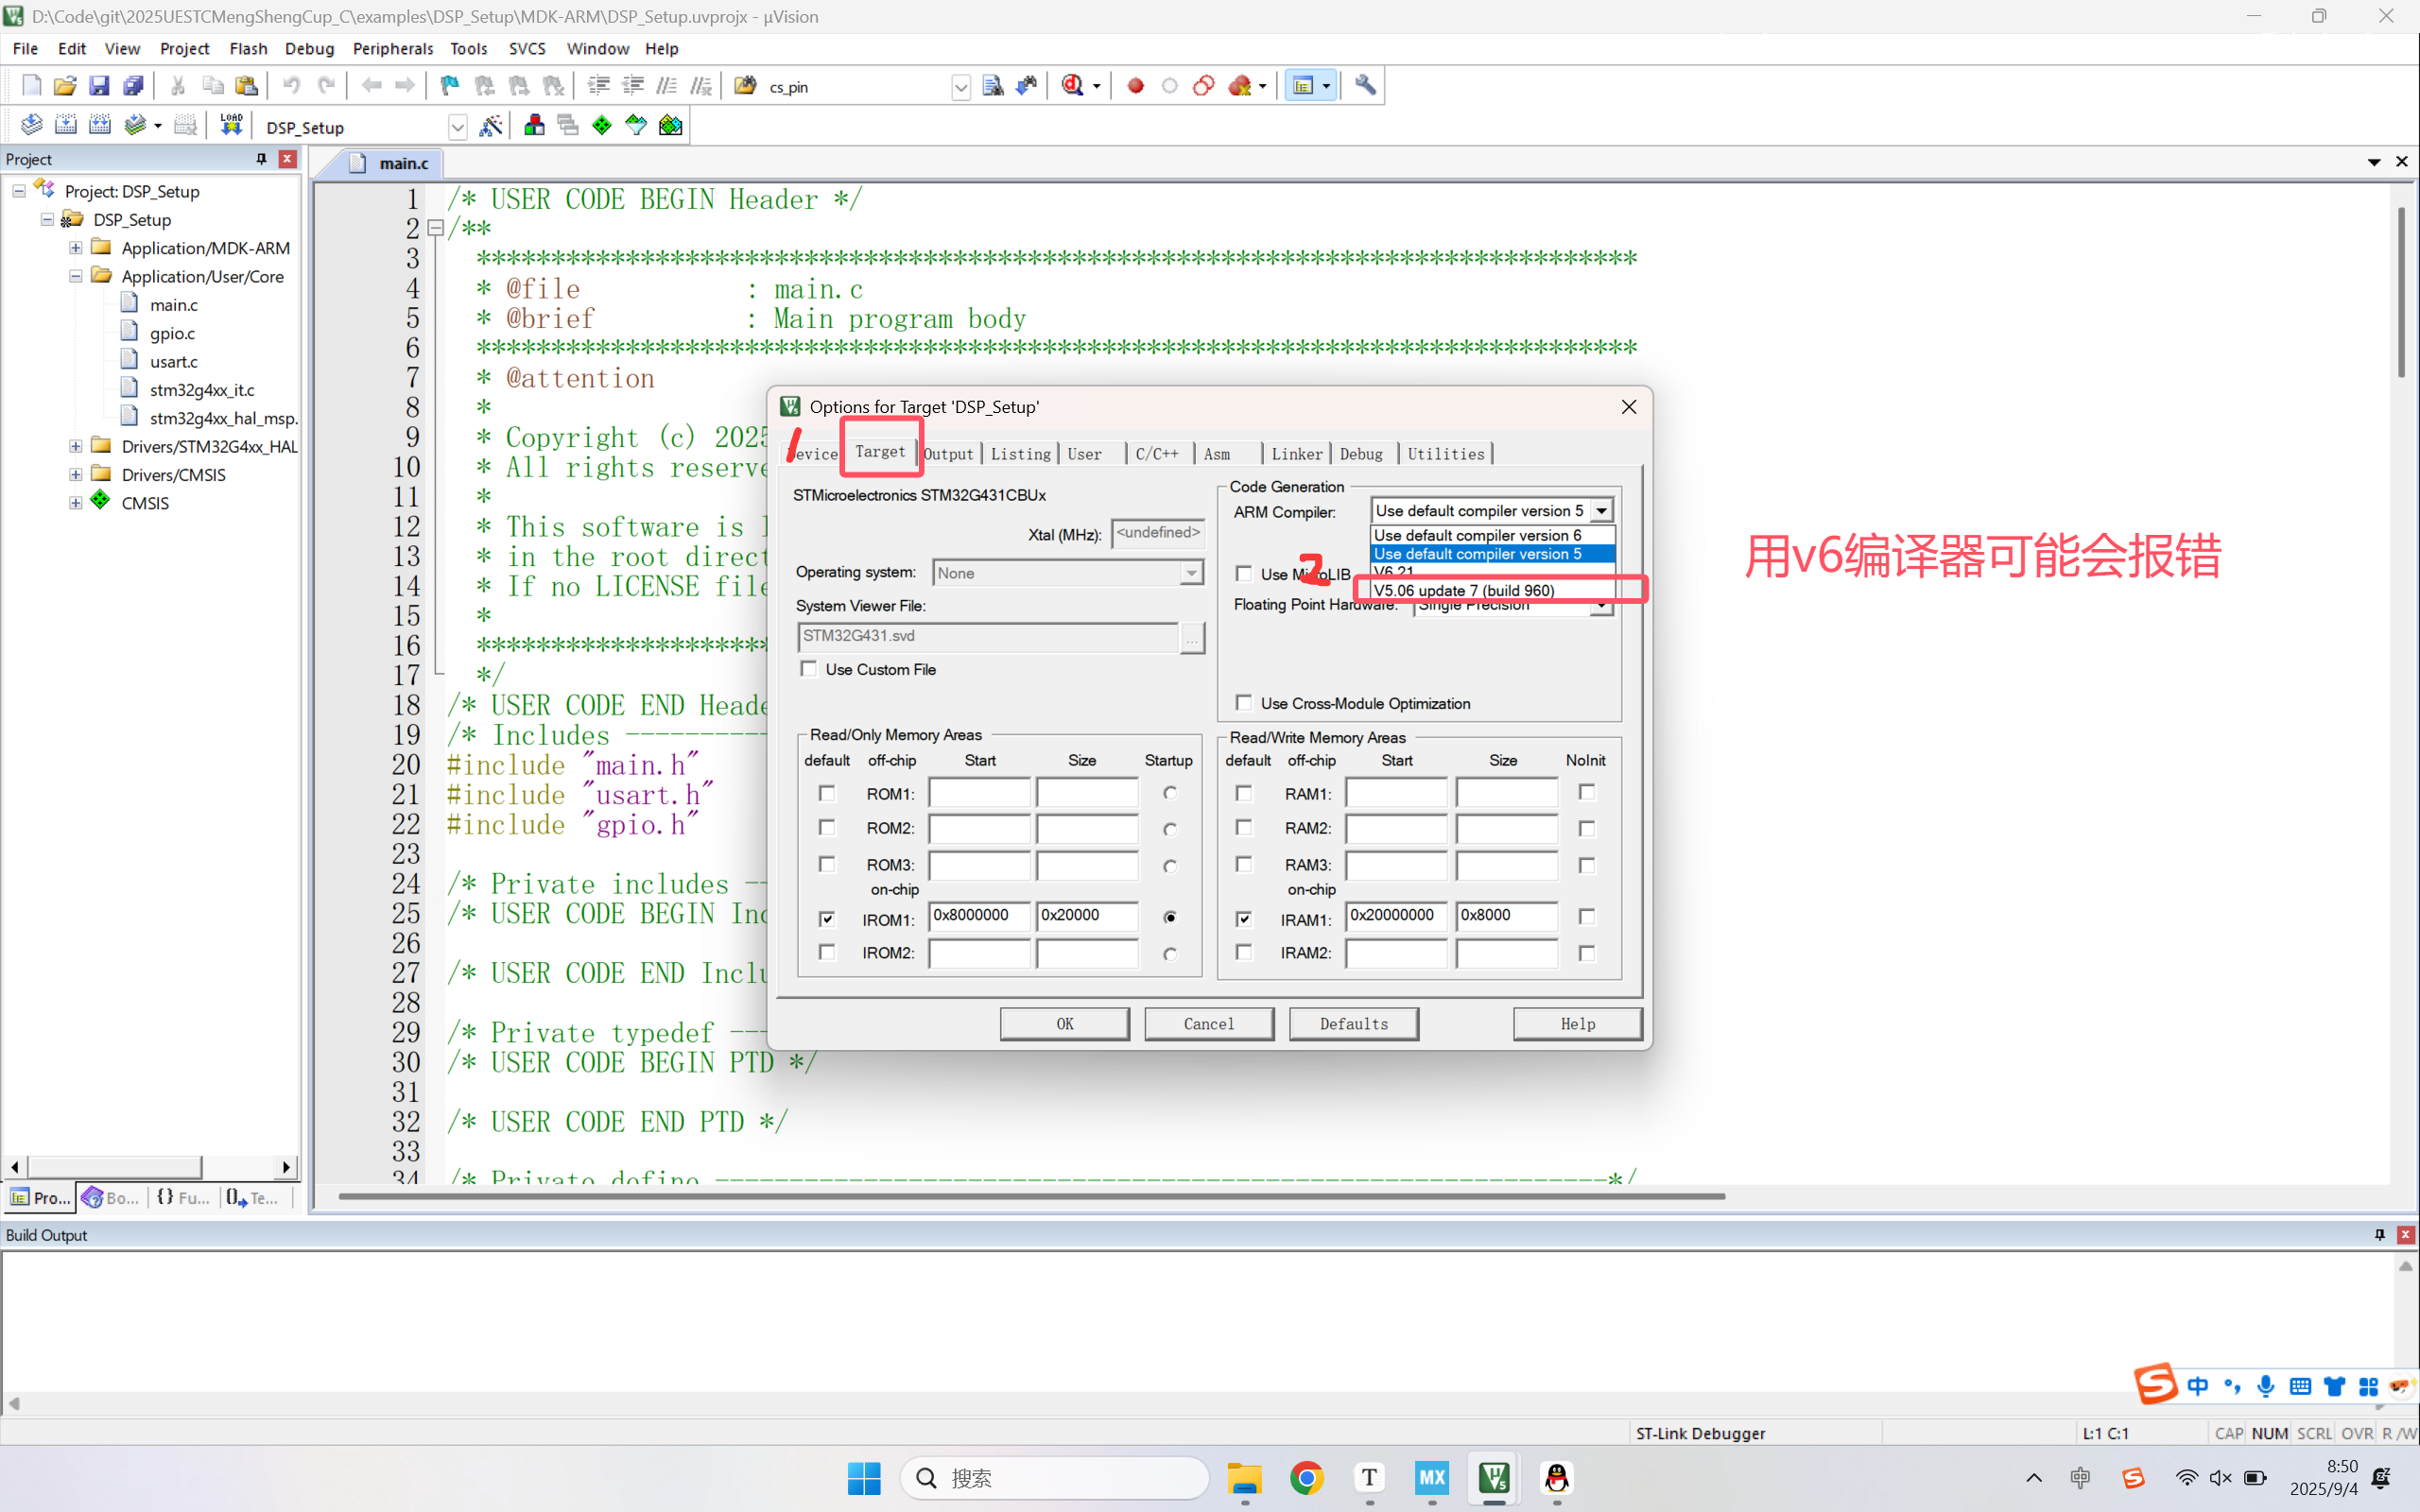 D:\Code\git\2025UESTCMengShengCup_C\examples\DSP_Setup\MDK-ARM\DSP_Setup.uvprojx - µVision
File Edit View Project Flash Debug Peripherals Tools SVCS Window Help
cs_pin
LOAD DSP_Setup
Project
main.c
Project: DSP_Setup
DSP_Setup
Application/MDK-ARM
Application/User/Core
main.c
gpio.c
usart.c
stm32g4xx_it.c
stm32g4xx_hal_msp.
Drivers/STM32G4xx_HAL
Drivers/CMSIS
CMSIS
1 /* USER CODE BEGIN Header */
2 /**
3 ******************************************************************************
4 * @file : main.c
5 * @brief : Main program body
6 ******************************************************************************
7 * @attention
8 *
9 * Copyright (c) 2025
10 * All rights reserve
11 *
12 * This software is l
13 * in the root direct
14 * If no LICENSE file
15 *
16 ********************
17 */
18 /* USER CODE END Heade
19 /* Includes ----------
20 #include "main.h"
21 #include "usart.h"
22 #include "gpio.h"
23
24 /* Private includes --
25 /* USER CODE BEGIN Inc
26
27 /* USER CODE END Inclu
28
29 /* Private typedef ---
30 /* USER CODE BEGIN PTD */
31
32 /* USER CODE END PTD */
33
34 /* Private define ------------------------------------------------------------*/
Options for Target 'DSP_Setup'
1
evice Target Output Listing User C/C++ Asm Linker Debug Utilities
STMicroelectronics STM32G431CBUx
Xtal (MHz): <undefined>
Operating system: None
System Viewer File:
STM32G431.svd ...
Use Custom File
Code Generation
ARM Compiler: Use default compiler version 5
Use default compiler version 6
Use default compiler version 5
V6.21
V5.06 update 7 (build 960)
2
Use MicroLIB
Floating Point Hardware: Single Precision
Use Cross-Module Optimization
Read/Only Memory Areas
default off-chip Start Size Startup
ROM1:
ROM2:
ROM3:
on-chip
IROM1: 0x8000000 0x20000
IROM2:
Read/Write Memory Areas
default off-chip Start Size NoInit
RAM1:
RAM2:
RAM3:
on-chip
IRAM1: 0x20000000 0x8000
IRAM2:
OK Cancel Defaults Help
用v6编译器可能会报错
Pro... Bo... {} Fu... Te...
Build Output
中
ST-Link Debugger L:1 C:1 CAP NUM SCRL OVR R/W
搜索
T MX
中
8:50
2025/9/4